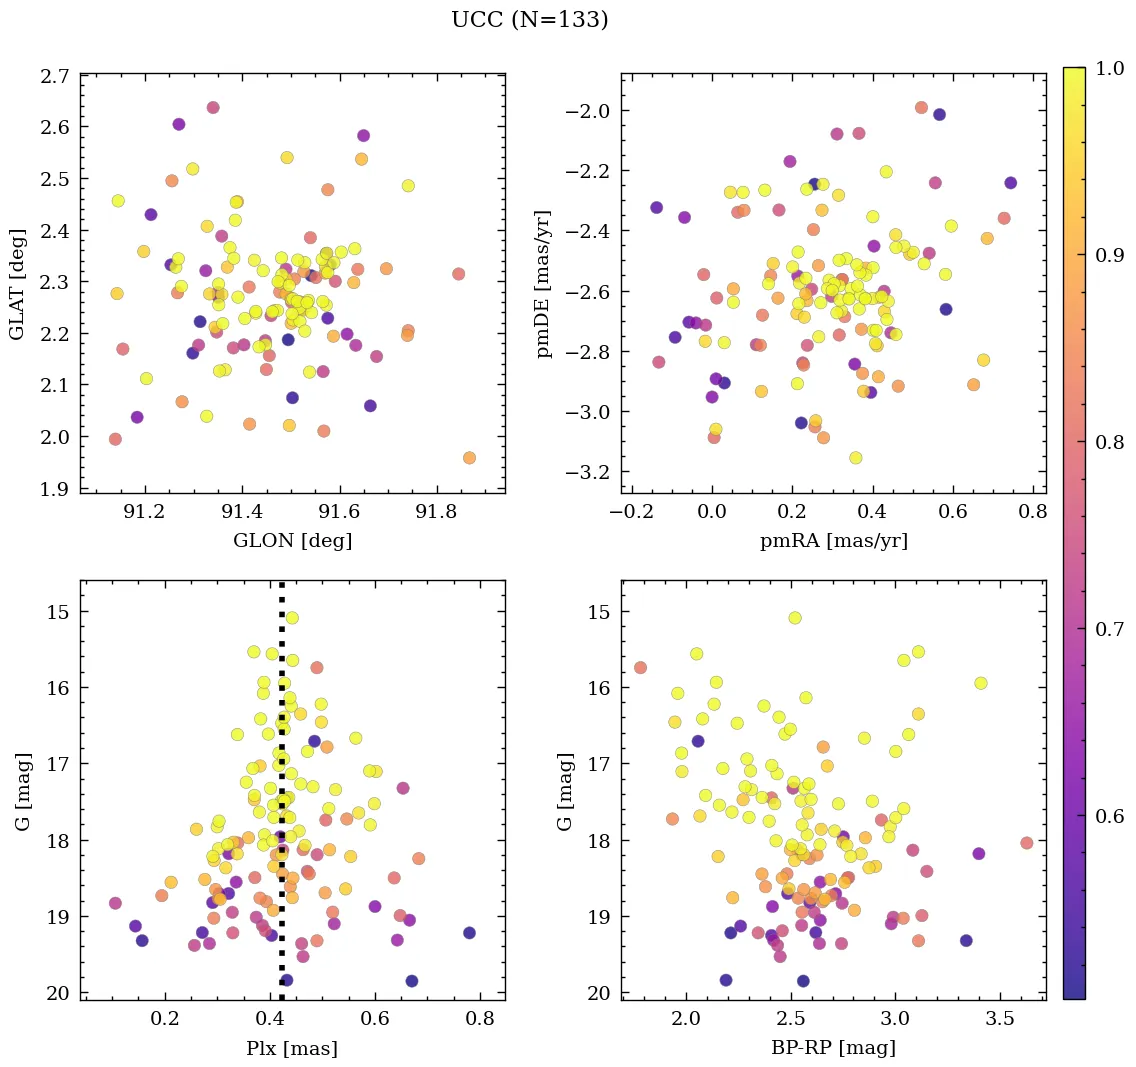 UCC (N=133)
2.7
2.6
2.5
2.4
2.3
2.2
2.1
2.0
1.9
GLAT [deg]
91.2 91.4 91.6 91.8
GLON [deg]
−2.0
−2.2
−2.4
−2.6
−2.8
−3.0
−3.2
pmDE [mas/yr]
−0.2 0.0 0.2 0.4 0.6 0.8
pmRA [mas/yr]
15
16
17
18
19
20
G [mag]
0.2 0.4 0.6 0.8
Plx [mas]
15
16
17
18
19
20
G [mag]
2.0 2.5 3.0 3.5
BP-RP [mag]
1.0
0.9
0.8
0.7
0.6